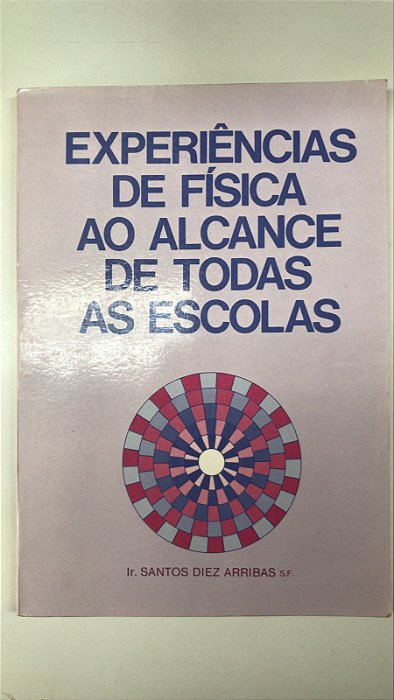 EXPERIÊNCIAS
DE FÍSICA
AO ALCANCE
DE TODAS
AS ESCOLAS
Ir. SANTOS DIEZ ARRIBAS S.F.